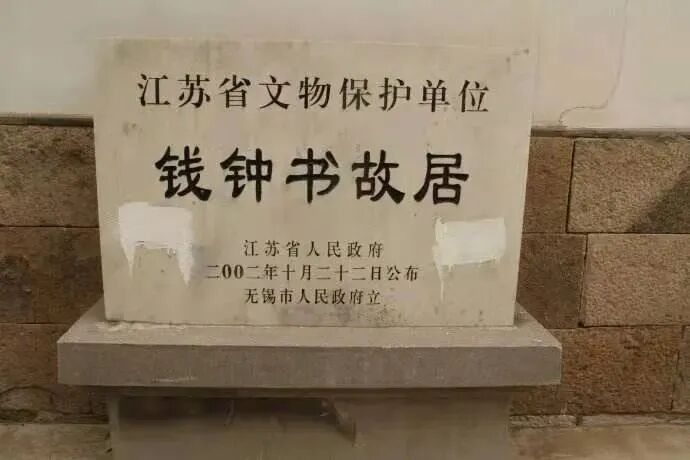 江苏省文物保护单位
钱钟书故居
江苏省人民政府
二〇〇二年十月二十二日公布
无锡市人民政府立